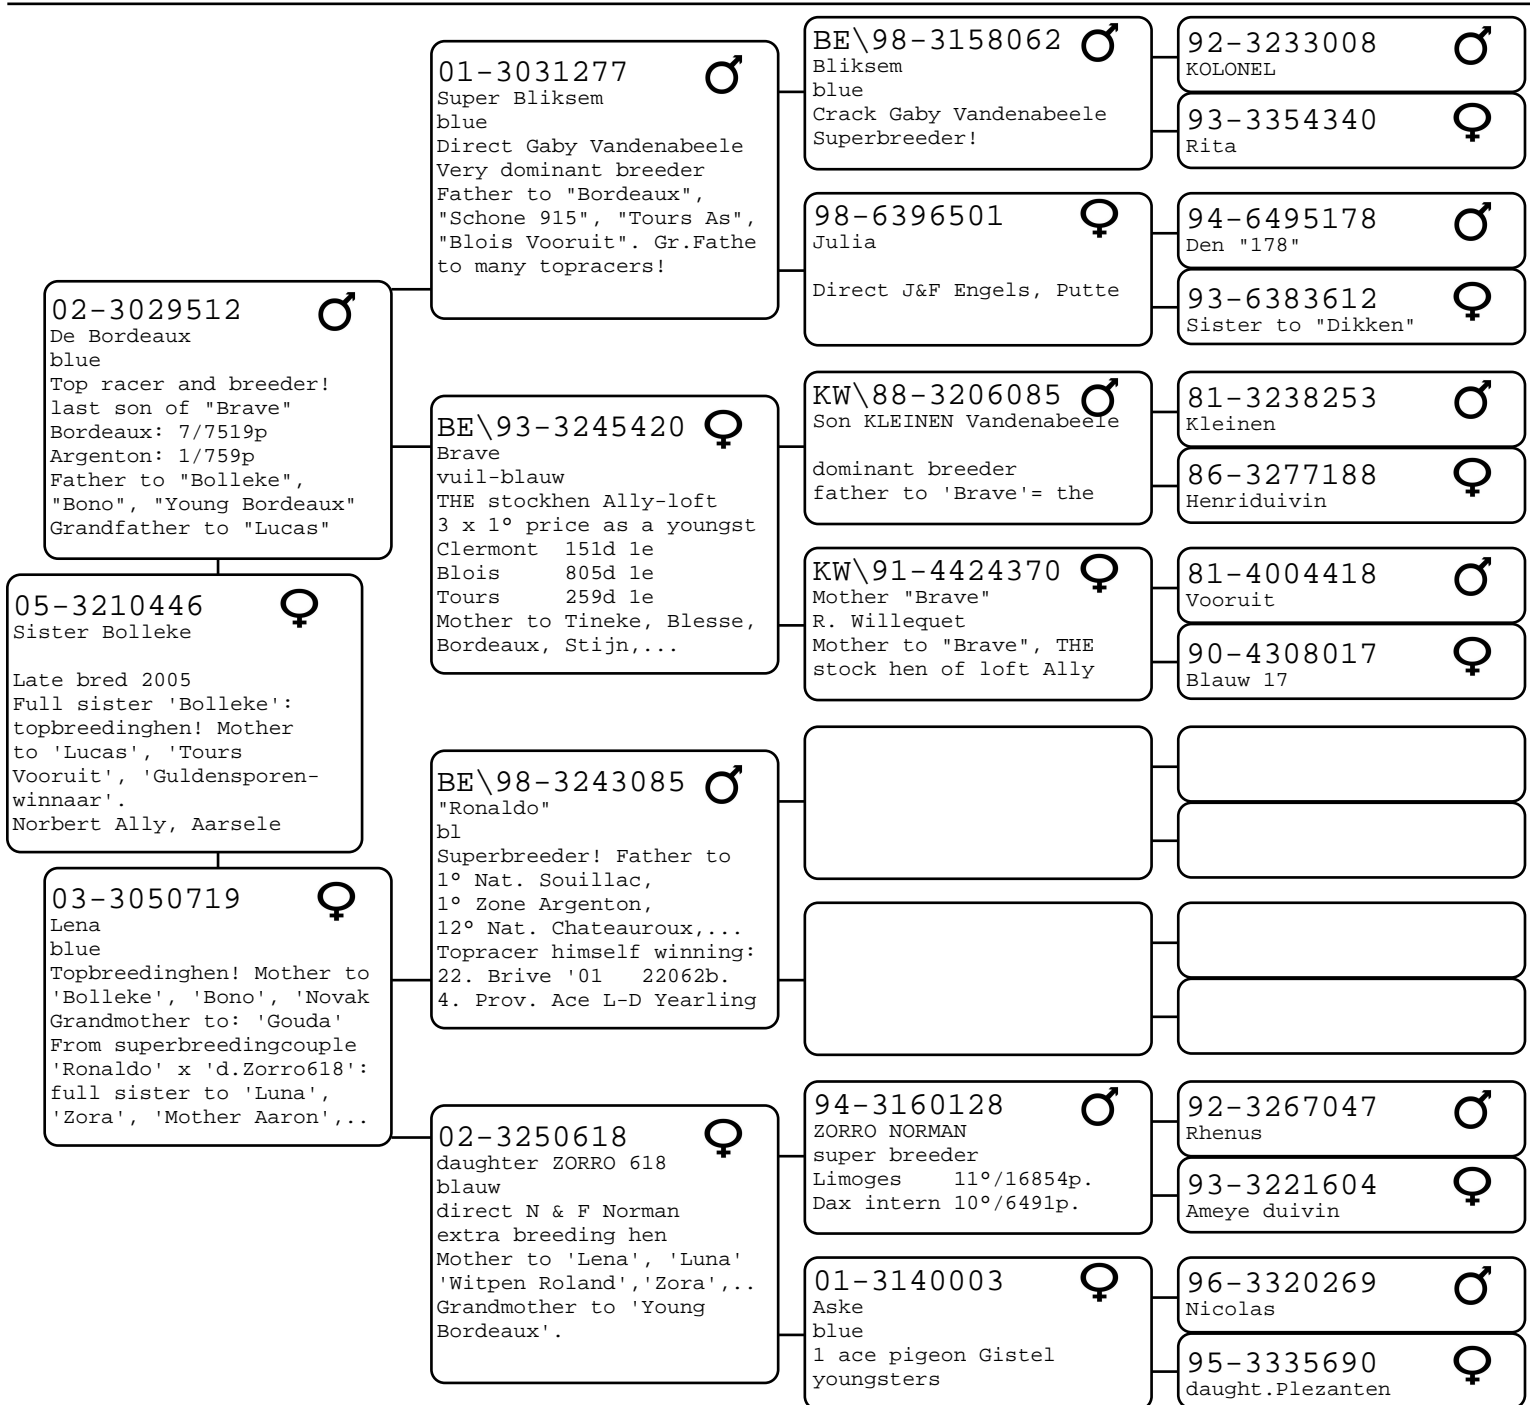 05-3210446
Sister Bolleke
Late bred 2005
Full sister 'Bolleke':
topbreedinghen! Mother
to 'Lucas', 'Tours
Vooruit', 'Guldensporen-
winnaar'.
Norbert Ally, Aarsele
02-3029512
De Bordeaux
blue
Top racer and breeder!
last son of "Brave"
Bordeaux: 7/7519p
Argenton: 1/759p
Father to "Bolleke",
"Bono", "Young Bordeaux"
Grandfather to "Lucas"
03-3050719
Lena
blue
Topbreedinghen! Mother to
'Bolleke', 'Bono', 'Novak
Grandmother to: 'Gouda'
From superbreedingcouple
'Ronaldo' x 'd.Zorro618':
full sister to 'Luna',
'Zora', 'Mother Aaron',..
01-3031277
Super Bliksem
blue
Direct Gaby Vandenabeele
Very dominant breeder
Father to "Bordeaux",
"Schone 915", "Tours As",
"Blois Vooruit". Gr.Fathe
to many topracers!
BE\93-3245420
Brave
vuil-blauw
THE stockhen Ally-loft
3 x 1° price as a youngst
Clermont 151d 1e
Blois 805d 1e
Tours 259d 1e
Mother to Tineke, Blesse,
Bordeaux, Stijn,...
BE\98-3243085
"Ronaldo"
bl
Superbreeder! Father to
1° Nat. Souillac,
1° Zone Argenton,
12° Nat. Chateauroux,...
Topracer himself winning:
22. Brive '01 22062b.
4. Prov. Ace L-D Yearling
02-3250618
daughter ZORRO 618
blauw
direct N & F Norman
extra breeding hen
Mother to 'Lena', 'Luna'
'Witpen Roland','Zora',..
Grandmother to 'Young
Bordeaux'.
BE\98-3158062
Bliksem
blue
Crack Gaby Vandenabeele
Superbreeder!
98-6396501
Julia
Direct J&F Engels, Putte
KW\88-3206085
Son KLEINEN Vandenabeele
dominant breeder
father to 'Brave'= the
KW\91-4424370
Mother "Brave"
R. Willequet
Mother to "Brave", THE
stock hen of loft Ally
94-3160128
ZORRO NORMAN
super breeder
Limoges 11°/16854p.
Dax intern 10°/6491p.
01-3140003
Aske
blue
1 ace pigeon Gistel
youngsters
92-3233008
KOLONEL
93-3354340
Rita
94-6495178
Den "178"
93-6383612
Sister to "Dikken"
81-3238253
Kleinen
86-3277188
Henriduivin
81-4004418
Vooruit
90-4308017
Blauw 17
92-3267047
Rhenus
93-3221604
Ameye duivin
96-3320269
Nicolas
95-3335690
daught.Plezanten